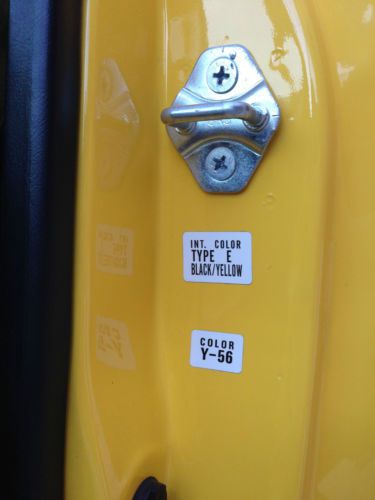 INT. COLOR
TYPE E
BLACK/YELLOW
COLOR
Y-56